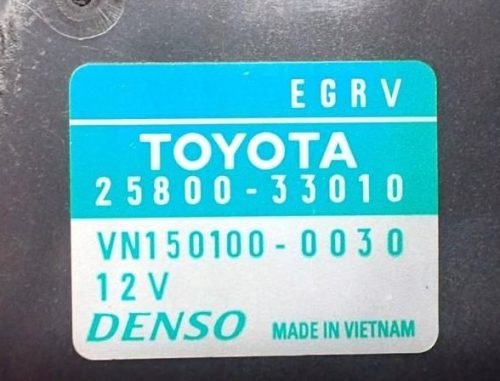 EGRV
TOYOTA
25800-33010
VN150100-0030
12V
DENSO MADE IN VIETNAM